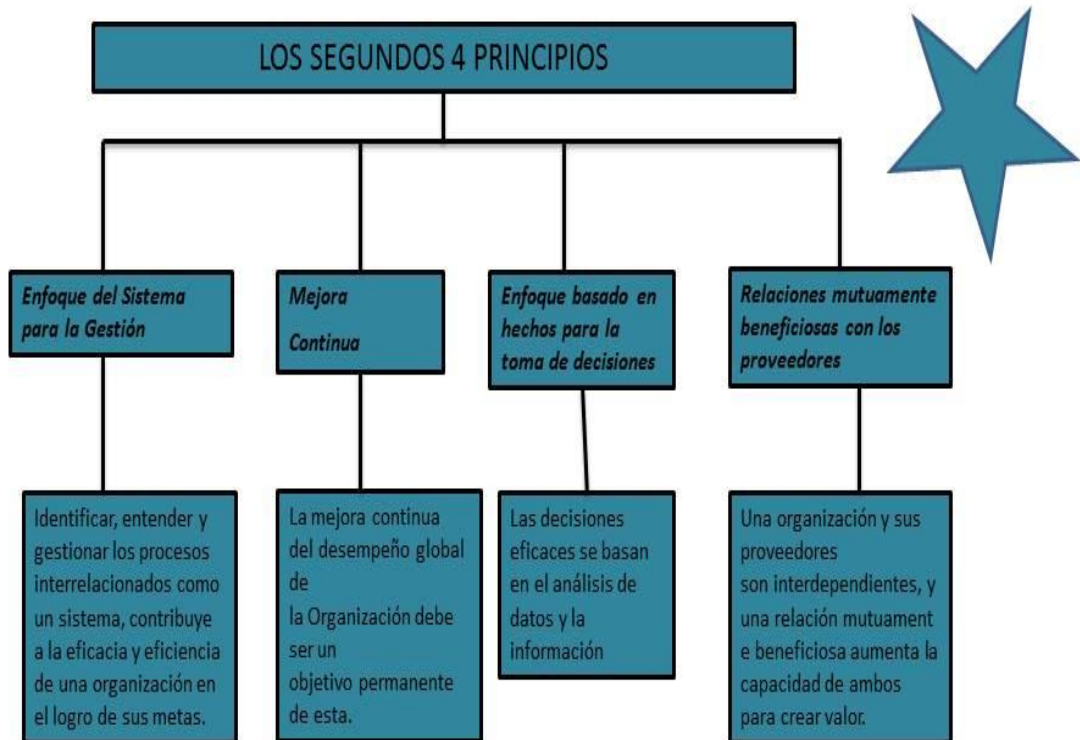 LOS SEGUNDOS 4 PRINCIPIOS
Enfoque del Sistema
para la Gestión
Mejora
Continua
Enfoque basado en
hechos para la
toma de decisiones
Relaciones mutuamente
beneficiosas con los
proveedores
Identificar, entender y
gestionar los procesos
interrelacionados como
un sistema, contribuye
a la eficacia y eficiencia
de una organización en
el logro de sus metas.
La mejora continua
del desempeño global
de
la Organización debe
ser un
objetivo permanente
de esta.
Las decisiones
eficaces se basan
en el análisis de
datos y la
información
Una organización y sus
proveedores
son interdependientes, y
una relación mutuament
e beneficiosa aumenta la
capacidad de ambos
para crear valor.